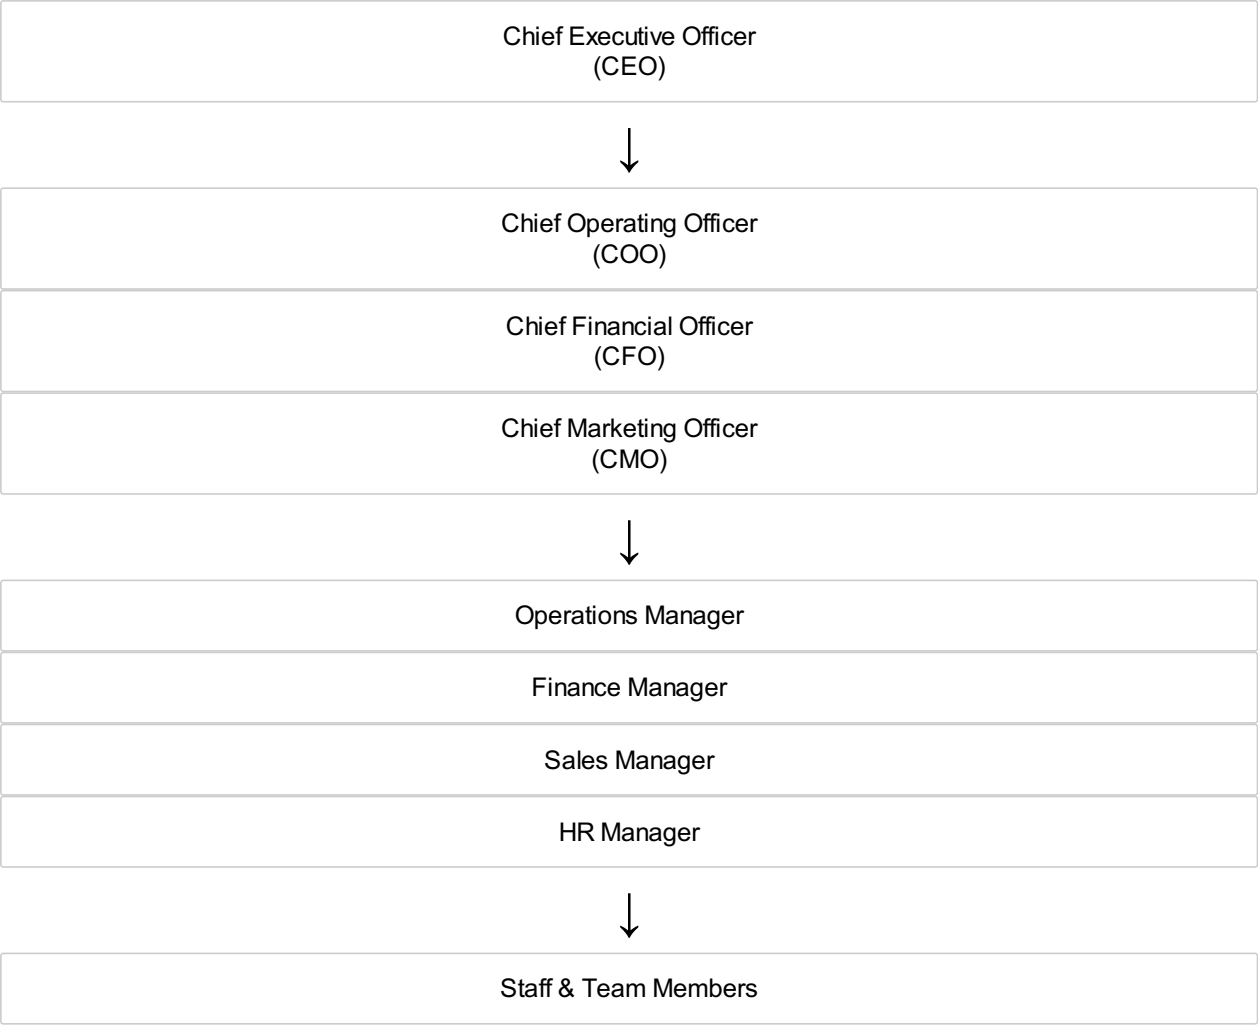 Chief Executive Officer
(CEO)
↓
Chief Operating Officer
(COO)
Chief Financial Officer
(CFO)
Chief Marketing Officer
(CMO)
↓
Operations Manager
Finance Manager
Sales Manager
HR Manager
↓
Staff & Team Members